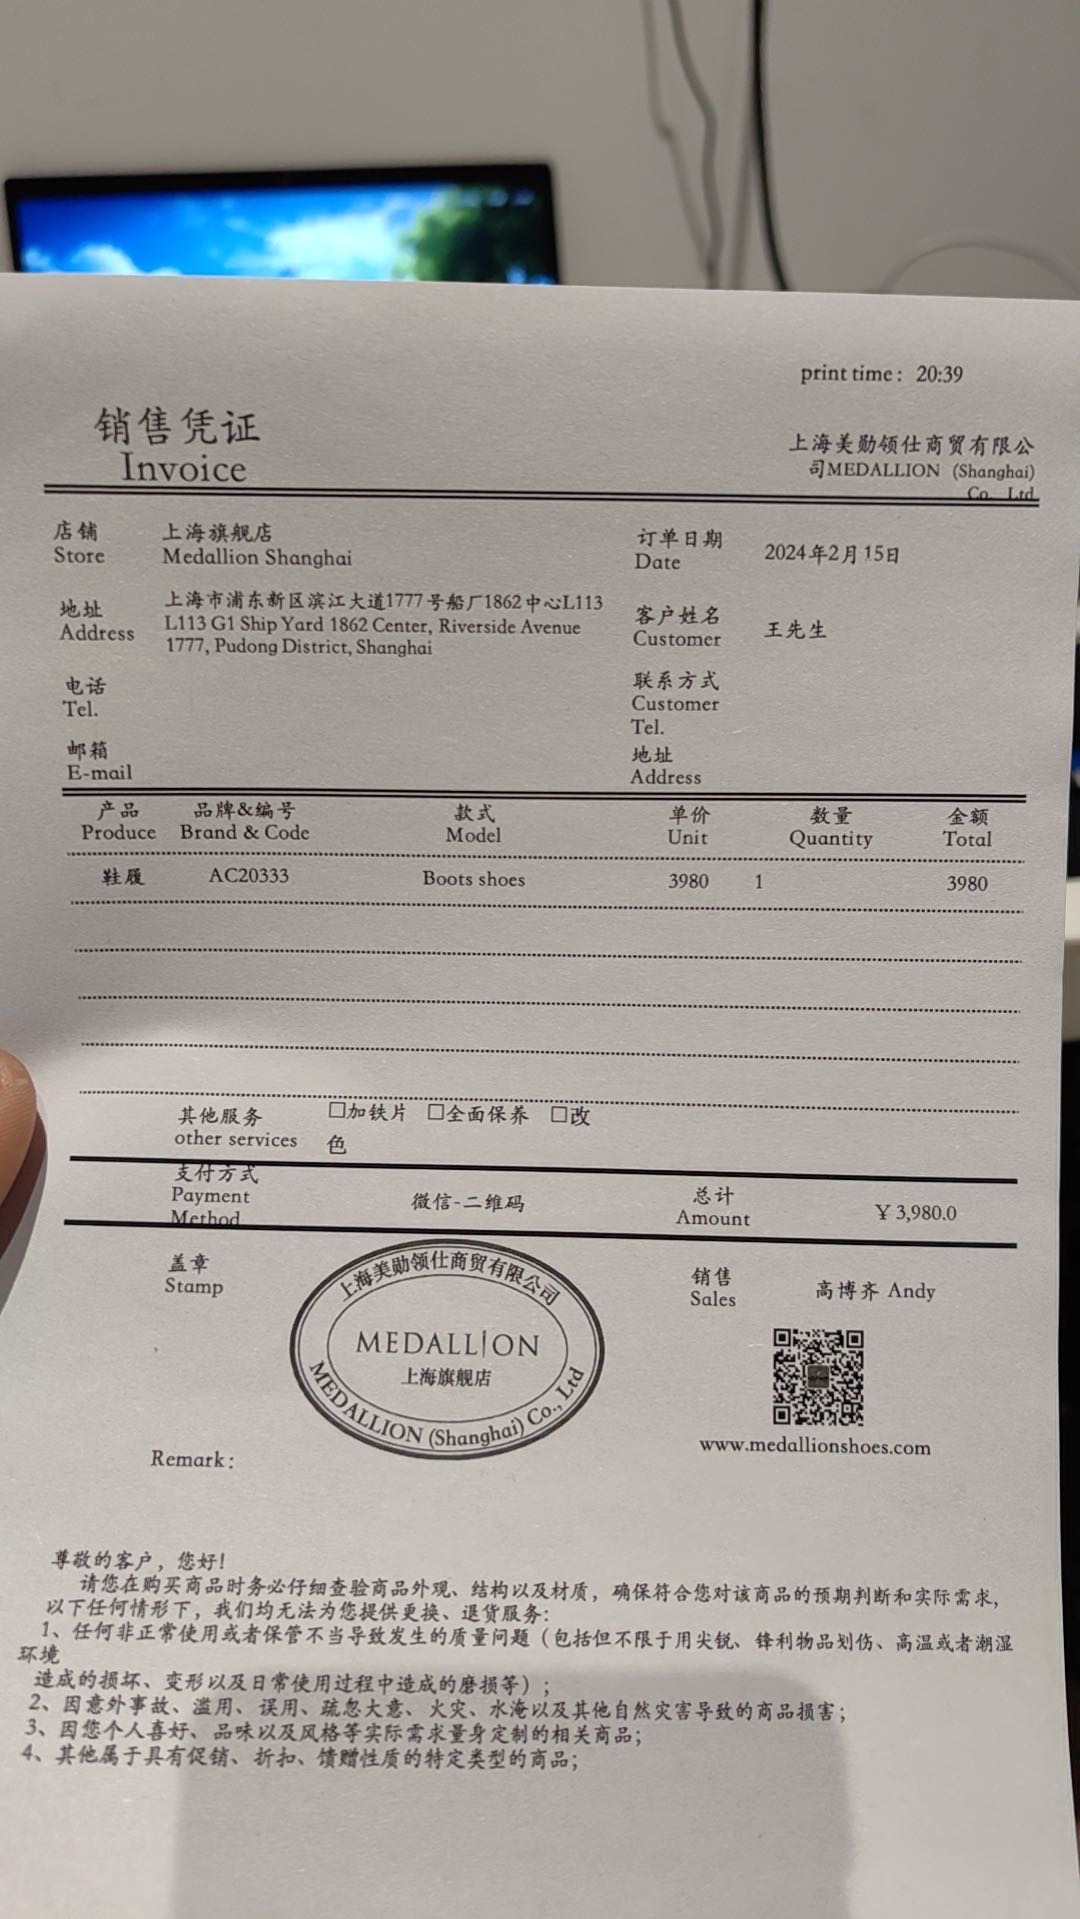 print time：20:39
销售凭证
Invoice
上海美勋领仕商贸有限公
司MEDALLION (Shanghai)
Co., Ltd
店铺
Store
上海旗舰店
Medallion Shanghai
订单日期
Date
2024年2月15日
地址
Address
上海市浦东新区滨江大道1777号船厂1862中心L113
L113 G1 Ship Yard 1862 Center, Riverside Avenue
1777, Pudong District, Shanghai
客户姓名
Customer
王先生
电话
Tel.
联系方式
Customer
Tel.
邮箱
E-mail
地址
Address
产品 品牌&编号 款式 单价 数量 金额
Produce Brand & Code Model Unit Quantity Total
鞋履 AC20333 Boots shoes 3980 1 3980
其他服务
other services
☐加铁片 ☐全面保养 ☐改
色
支付方式
Payment
Method
微信-二维码
总计
Amount
¥ 3,980.0
盖章
Stamp
上海美勋领仕商贸有限公司
MEDALLION
上海旗舰店
MEDALLION (Shanghai) Co., Ltd
销售
Sales
高博齐 Andy
www.medallionshoes.com
Remark：
尊敬的客户，您好!
请您在购买商品时务必仔细查验商品外观、结构以及材质，确保符合您对该商品的预期判断和实际需求，
以下任何情形下，我们均无法为您提供更换、退货服务：
1、任何非正常使用或者保管不当导致发生的质量问题（包括但不限于用尖锐、锋利物品划伤、高温或者潮湿
环境
造成的损坏、变形以及日常使用过程中造成的磨损等）；
2、因意外事故、滥用、误用、疏忽大意、火灾、水淹以及其他自然灾害导致的商品损害；
3、因您个人喜好、品味以及风格等实际需求量身定制的相关商品；
4、其他属于具有促销、折扣、馈赠性质的特定类型的商品；